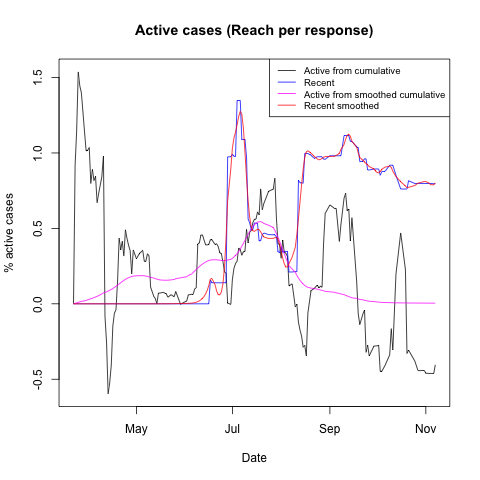 Active cases (Reach per response)
Active from cumulative
Recent
Active from smoothed cumulative
Recent smoothed
% active cases
1.5
1.0
0.5
0.0
-0.5
May Jul Sep Nov
Date